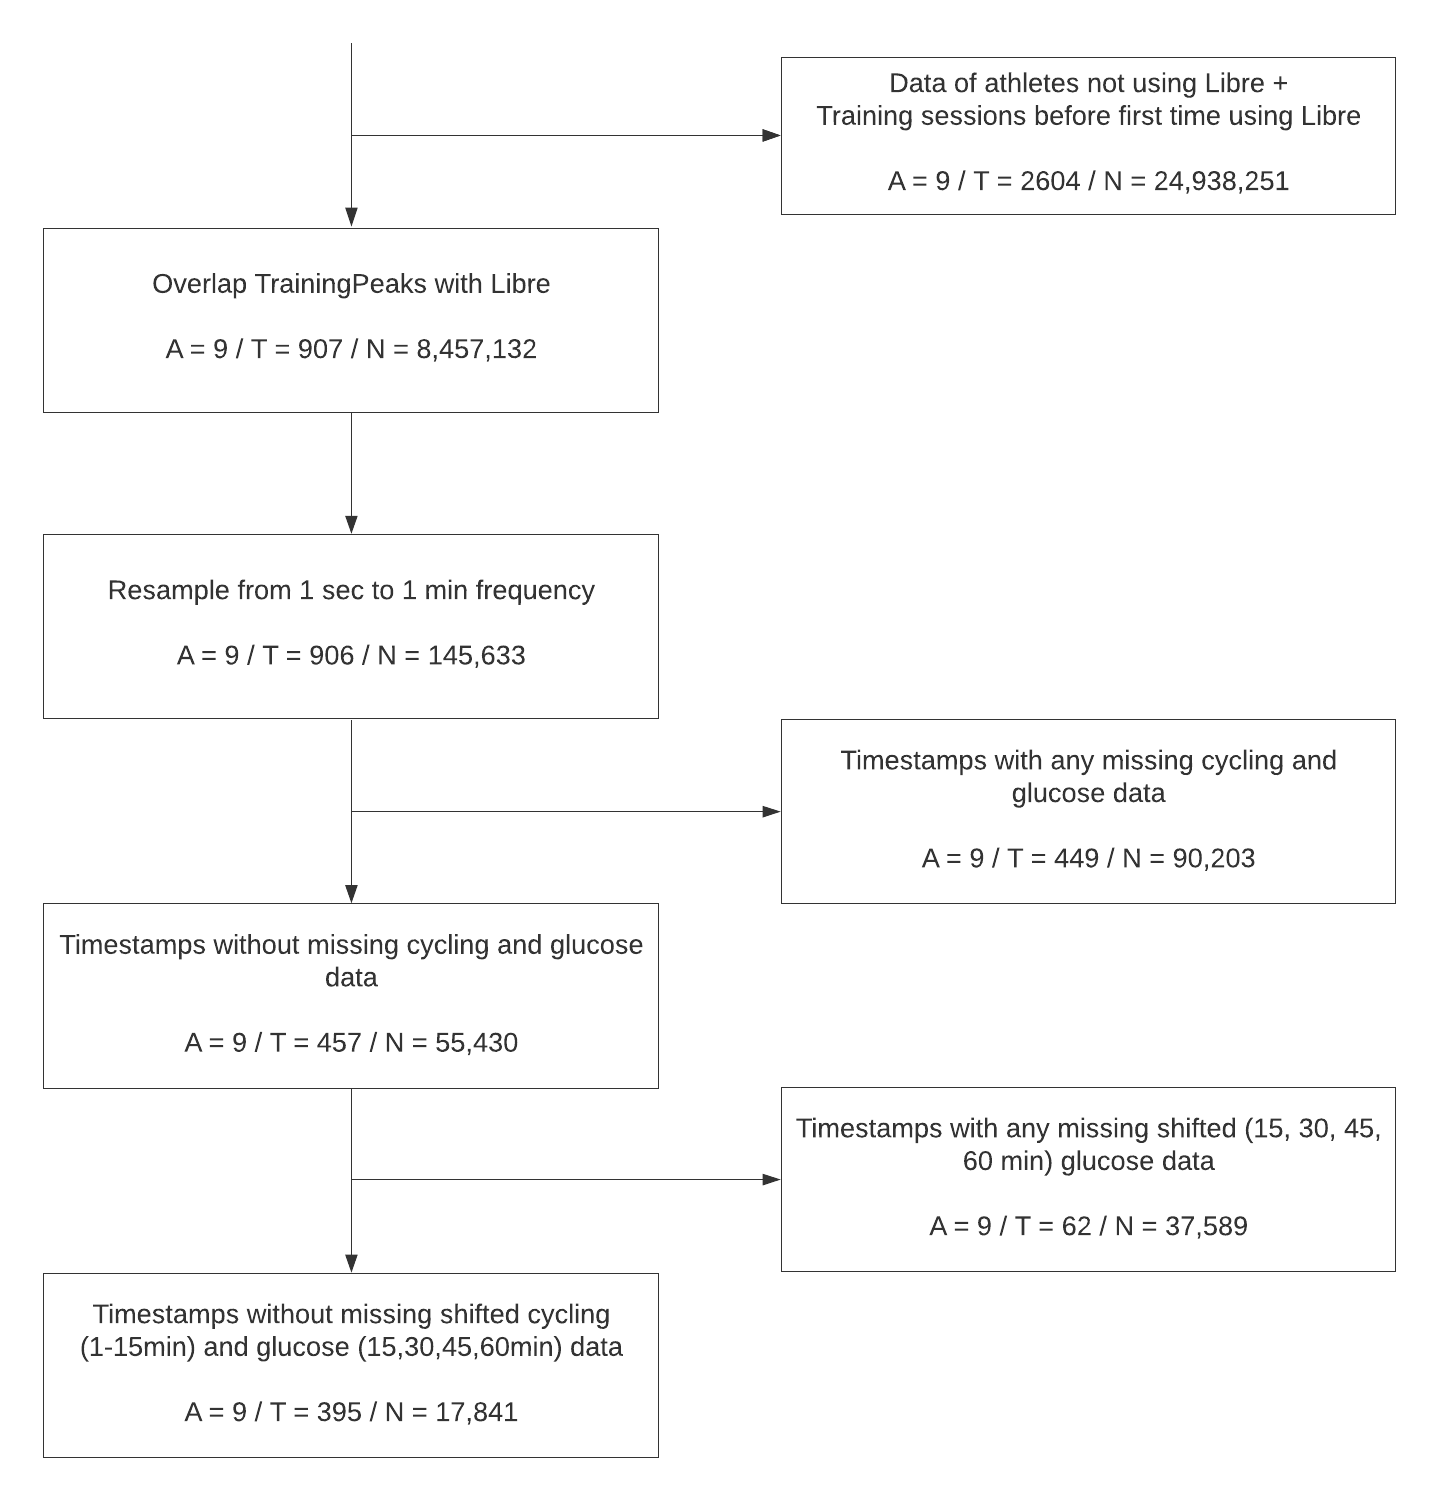 Data of athletes not using Libre +
Training sessions before first time using Libre
A = 9 / T = 2604 / N = 24,938,251
Overlap TrainingPeaks with Libre
A = 9 / T = 907 / N = 8,457,132
Resample from 1 sec to 1 min frequency
A = 9 / T = 906 / N = 145,633
Timestamps with any missing cycling and
glucose data
A = 9 / T = 449 / N = 90,203
Timestamps without missing cycling and glucose
data
A = 9 / T = 457 / N = 55,430
Timestamps with any missing shifted (15, 30, 45,
60 min) glucose data
A = 9 / T = 62 / N = 37,589
Timestamps without missing shifted cycling
(1-15min) and glucose (15,30,45,60min) data
A = 9 / T = 395 / N = 17,841